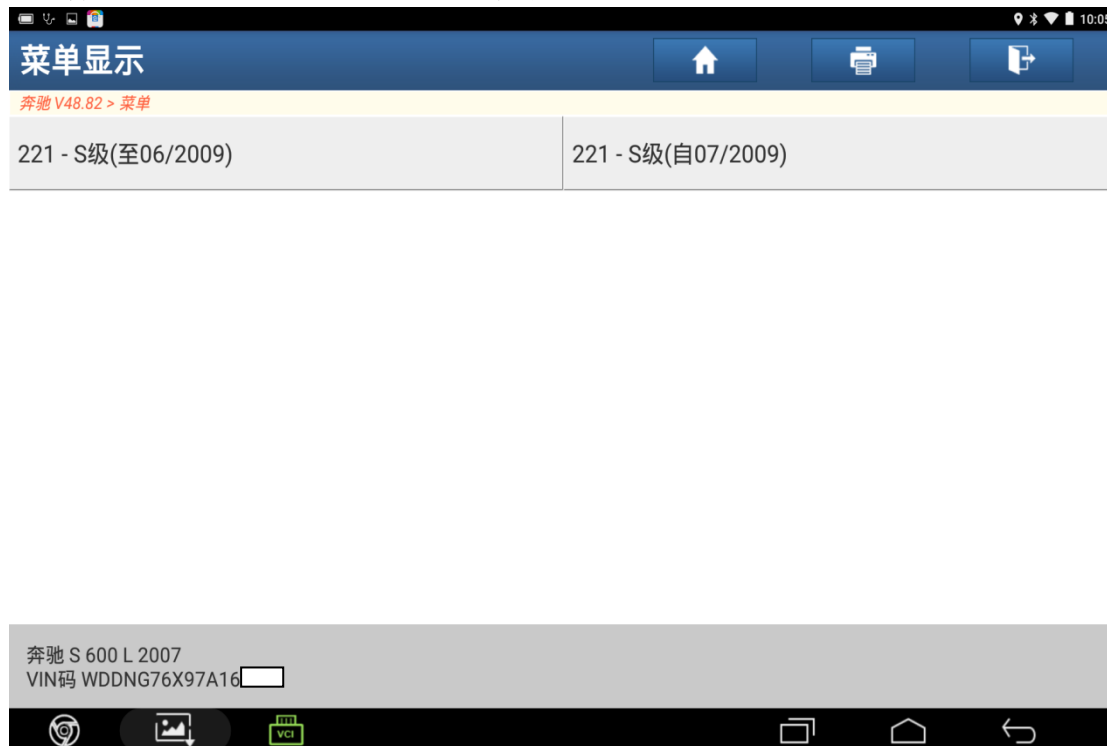 10:05
菜单显示
奔驰 V48.82 > 菜单
221 - S级(至06/2009)
221 - S级(自07/2009)
奔驰 S 600 L 2007
VIN码 WDDNG76X97A16
VCI